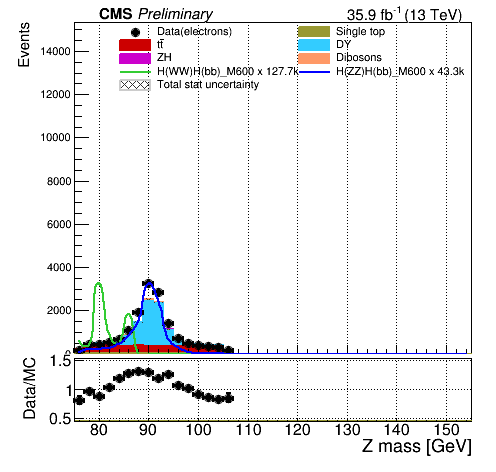 CMS Preliminary 35.9 fb⁻¹ (13 TeV)
Events
Data(electrons) Single top
tt̄ DY
ZH Dibosons
H(WW)H(bb)_M600 x 127.7k H(ZZ)H(bb)_M600 x 43.3k
Total stat uncertainty
14000
12000
10000
8000
6000
4000
2000
0
Data/MC
1.5
1
0.5
80 90 100 110 120 130 140 150
Z mass [GeV]